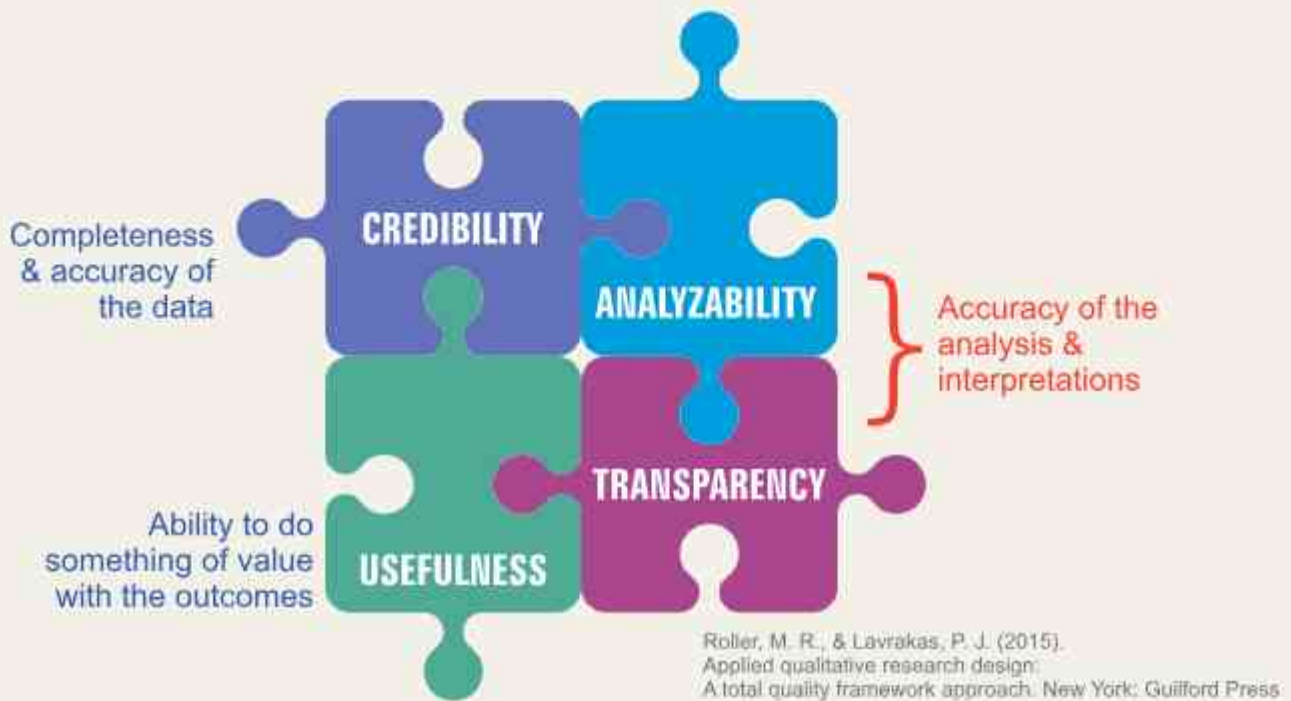 CREDIBILITY
Completeness
& accuracy of
the data
ANALYZABILITY
Accuracy of the
analysis &
interpretations
TRANSPARENCY
USEFULNESS
Ability to do
something of value
with the outcomes
Roller, M. R., & Lavrakas, P. J. (2015).
Applied qualitative research design:
A total quality framework approach. New York: Guilford Press